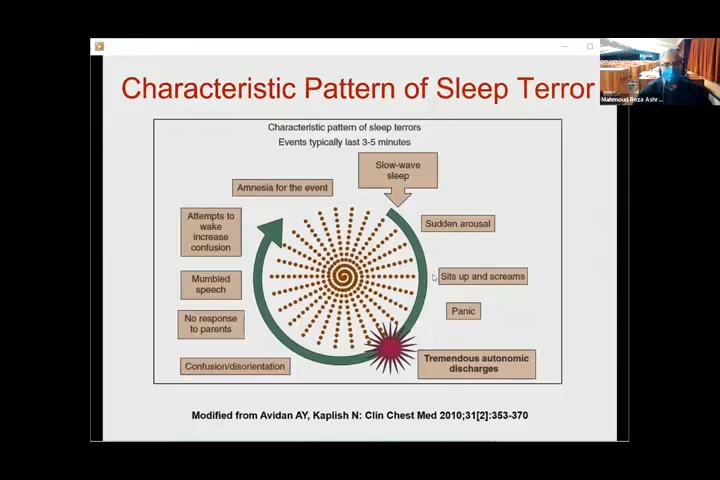 Characteristic Pattern of Sleep Terror
Mahmoud Reza Ashr...
Characteristic pattern of sleep terrors
Events typically last 3-5 minutes
Slow-wave
sleep
Amnesia for the event
Sudden arousal
Attempts to
wake
increase
confusion
Sits up and screams
Mumbled
speech
Panic
No response
to parents
Tremendous autonomic
discharges
Confusion/disorientation
Modified from Avidan AY, Kaplish N: Clin Chest Med 2010;31[2]:353-370